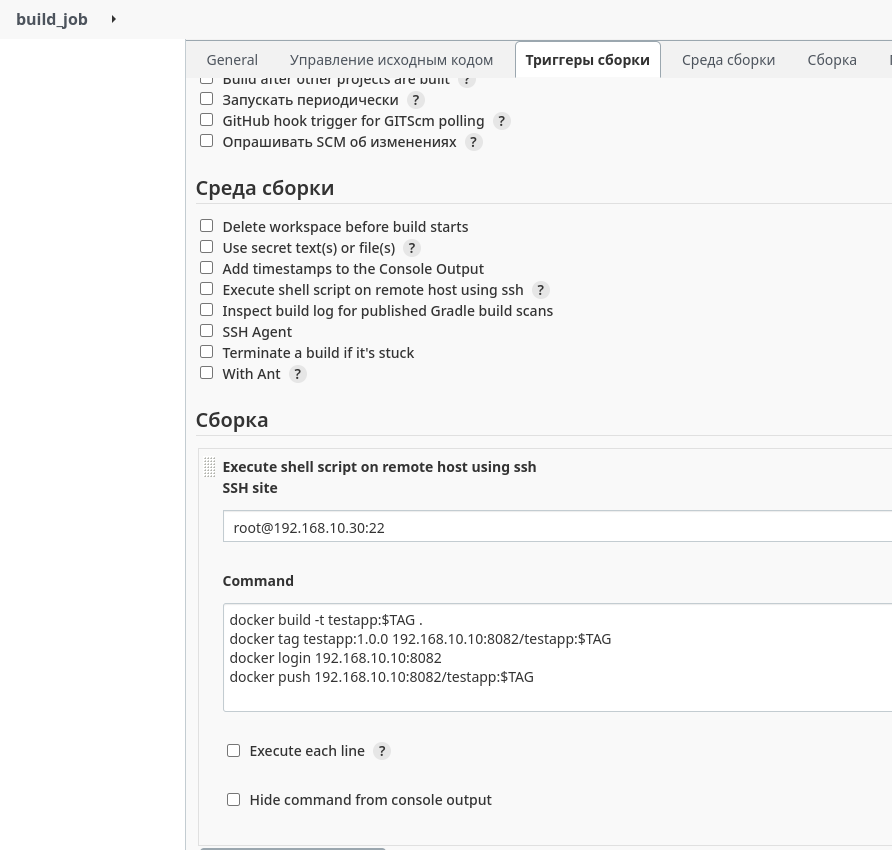 build_job
General Управление исходным кодом Триггеры сборки Среда сборки Сборка
Build after other projects are built ?
Запускать периодически ?
GitHub hook trigger for GITScm polling ?
Опрашивать SCM об изменениях ?
Среда сборки
Delete workspace before build starts
Use secret text(s) or file(s) ?
Add timestamps to the Console Output
Execute shell script on remote host using ssh ?
Inspect build log for published Gradle build scans
SSH Agent
Terminate a build if it's stuck
With Ant ?
Сборка
Execute shell script on remote host using ssh
SSH site
root@192.168.10.30:22
Command
docker build -t testapp:$TAG .
docker tag testapp:1.0.0 192.168.10.10:8082/testapp:$TAG
docker login 192.168.10.10:8082
docker push 192.168.10.10:8082/testapp:$TAG
Execute each line ?
Hide command from console output